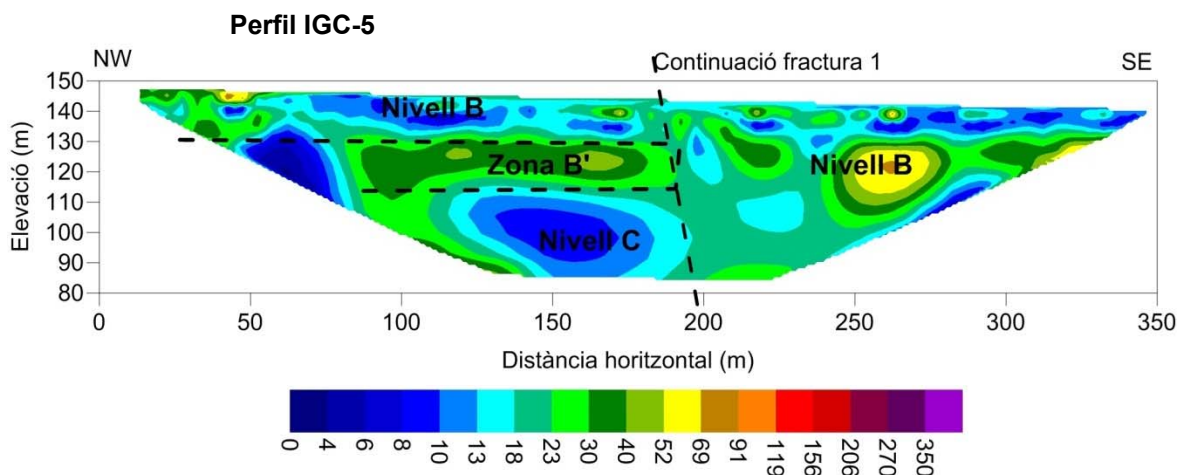 Perfil IGC-5
NW
Continuació fractura 1
SE
Elevació (m)
150
140
130
120
110
100
90
80
Nivell B
Zona B'
Nivell B
Nivell C
0 50 100 150 200 250 300 350
Distància horitzontal (m)
0 4 6 8 10 13 18 23 30 40 52 69 91 119 156 206 270 350